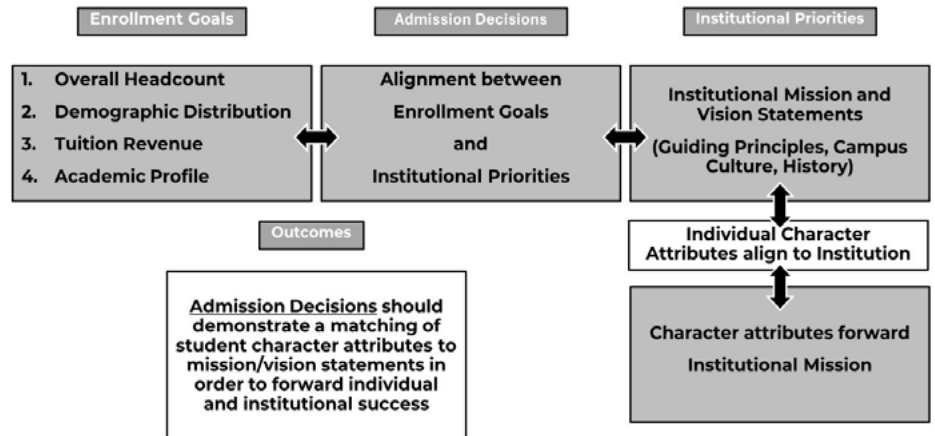 Enrollment Goals
Admission Decisions
Institutional Priorities
1. Overall Headcount
2. Demographic Distribution
3. Tuition Revenue
4. Academic Profile
Alignment between
Enrollment Goals
and
Institutional Priorities
Institutional Mission and
Vision Statements
(Guiding Principles, Campus
Culture, History)
Outcomes
Individual Character
Attributes align to Institution
Admission Decisions should
demonstrate a matching of
student character attributes to
mission/vision statements in
order to forward individual
and institutional success
Character attributes forward
Institutional Mission